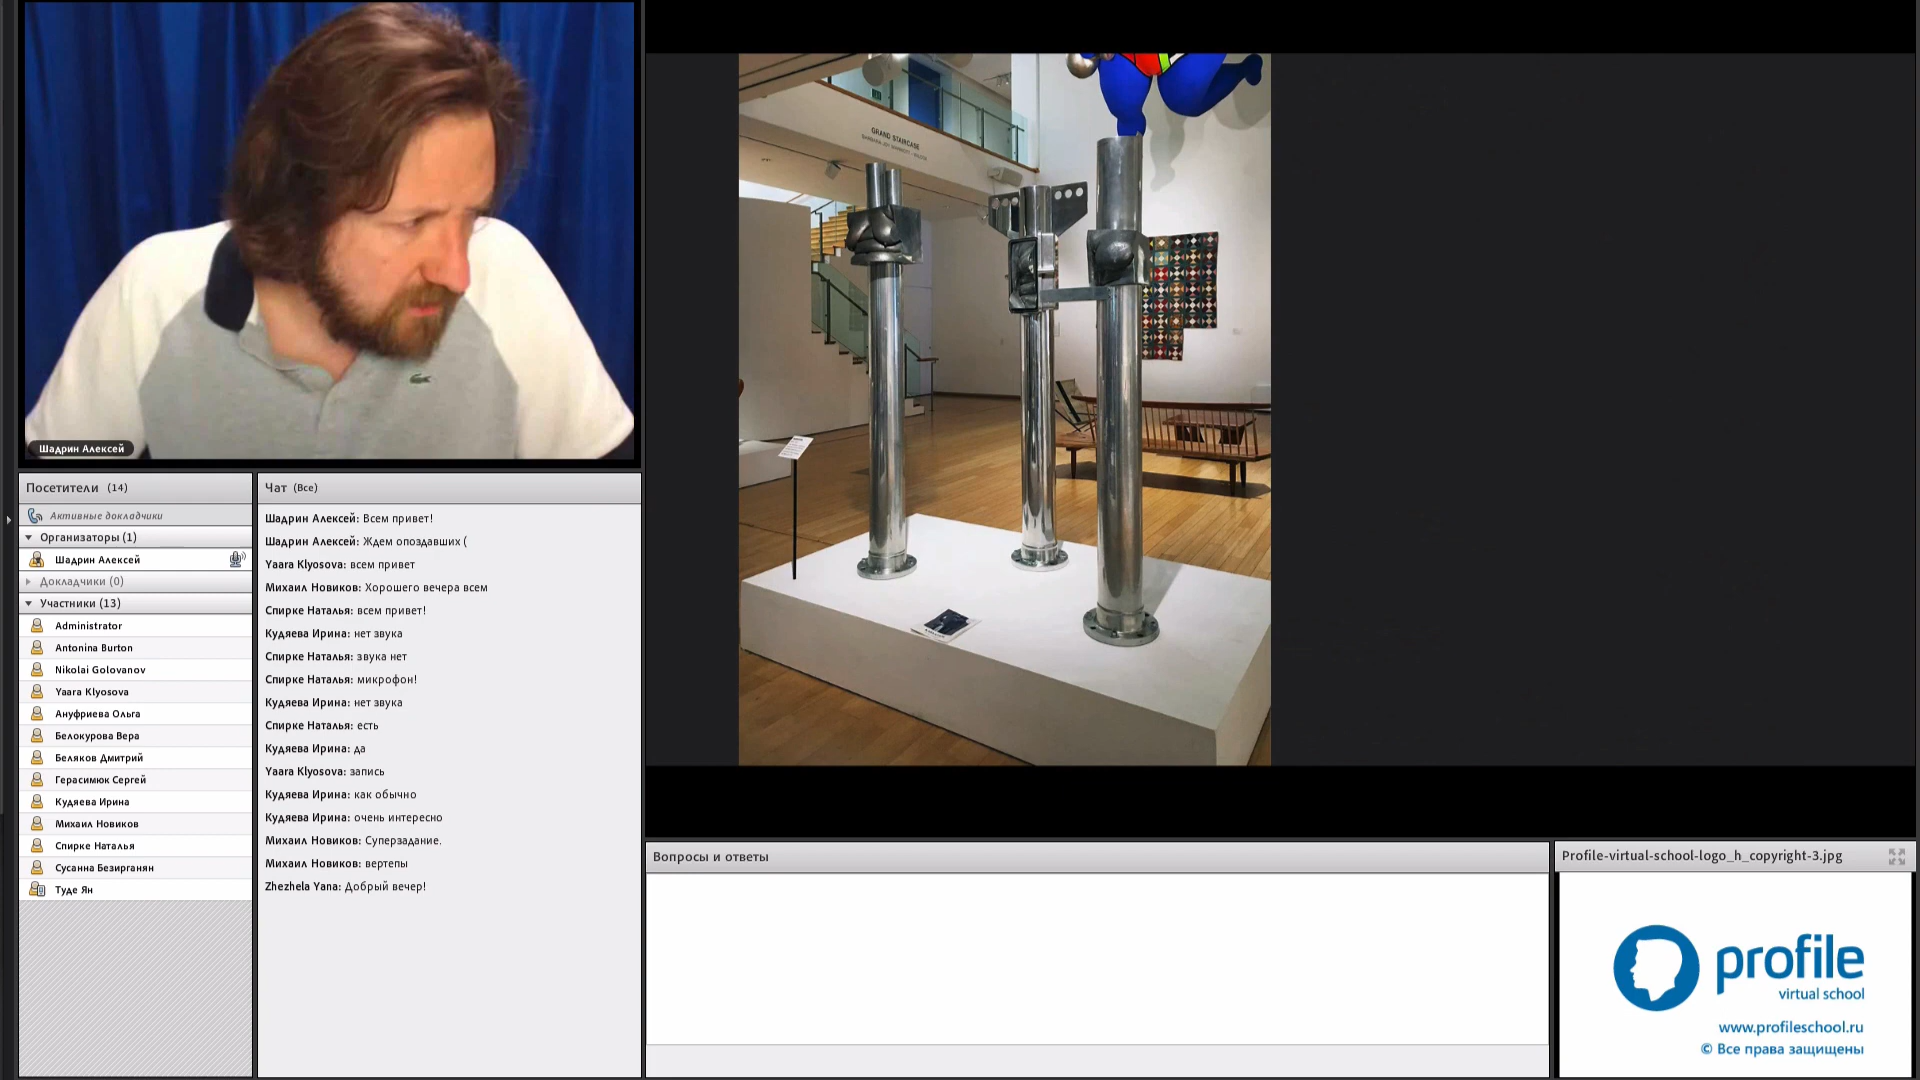 Шадрин Алексей
GRAND STAIRCASE
Посетители (14)
Активные докладчики
Организаторы (1)
Шадрин Алексей
Докладчики (0)
Участники (13)
Administrator
Antonina Burton
Nikolai Golovanov
Yaara Klyosova
Ануфриева Ольга
Белокурова Вера
Беляков Дмитрий
Герасимюк Сергей
Кудяева Ирина
Михаил Новиков
Спирке Наталья
Сусанна Безирганян
Туде Ян
Чат (Все)
Шадрин Алексей: Всем привет!
Шадрин Алексей: Ждем опоздавших (
Yaara Klyosova: всем привет
Михаил Новиков: Хорошего вечера всем
Спирке Наталья: всем привет!
Кудяева Ирина: нет звука
Спирке Наталья: звука нет
Спирке Наталья: микрофон!
Кудяева Ирина: нет звука
Спирке Наталья: есть
Кудяева Ирина: да
Yaara Klyosova: запись
Кудяева Ирина: как обычно
Кудяева Ирина: очень интересно
Михаил Новиков: Суперзадание.
Михаил Новиков: вертепы
Zhezhela Yana: Добрый вечер!
Вопросы и ответы
Profile-virtual-school-logo_h_copyright-3.jpg
profile
virtual school
www.profileschool.ru
© Все права защищены